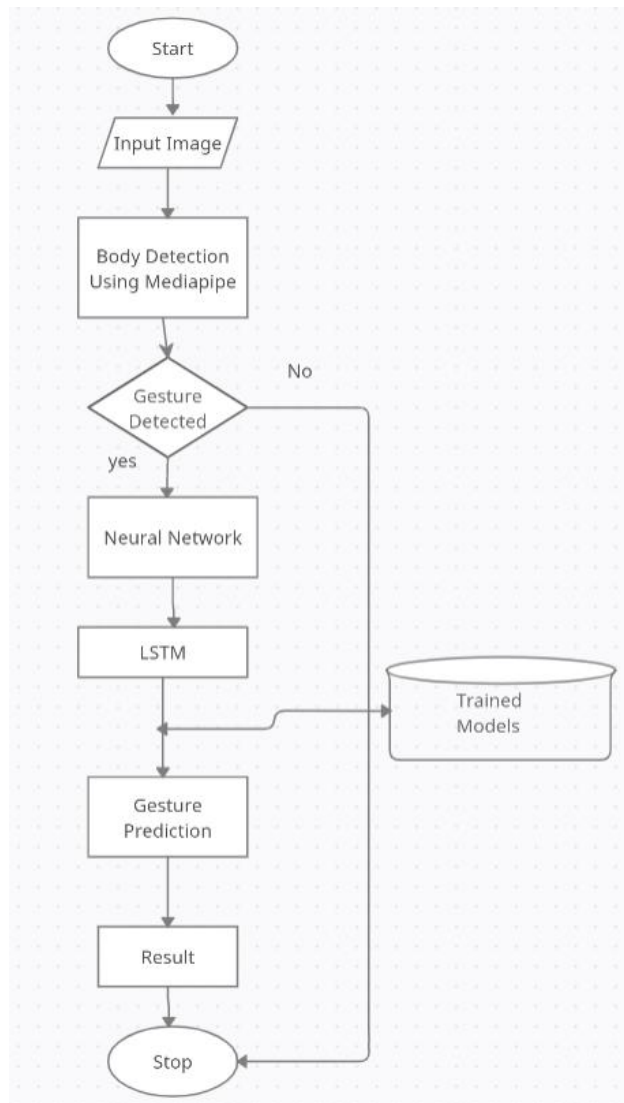 Start
Input Image
Body Detection
Using Mediapipe
No
Gesture
Detected
yes
Neural Network
LSTM
Trained
Models
Gesture
Prediction
Result
Stop